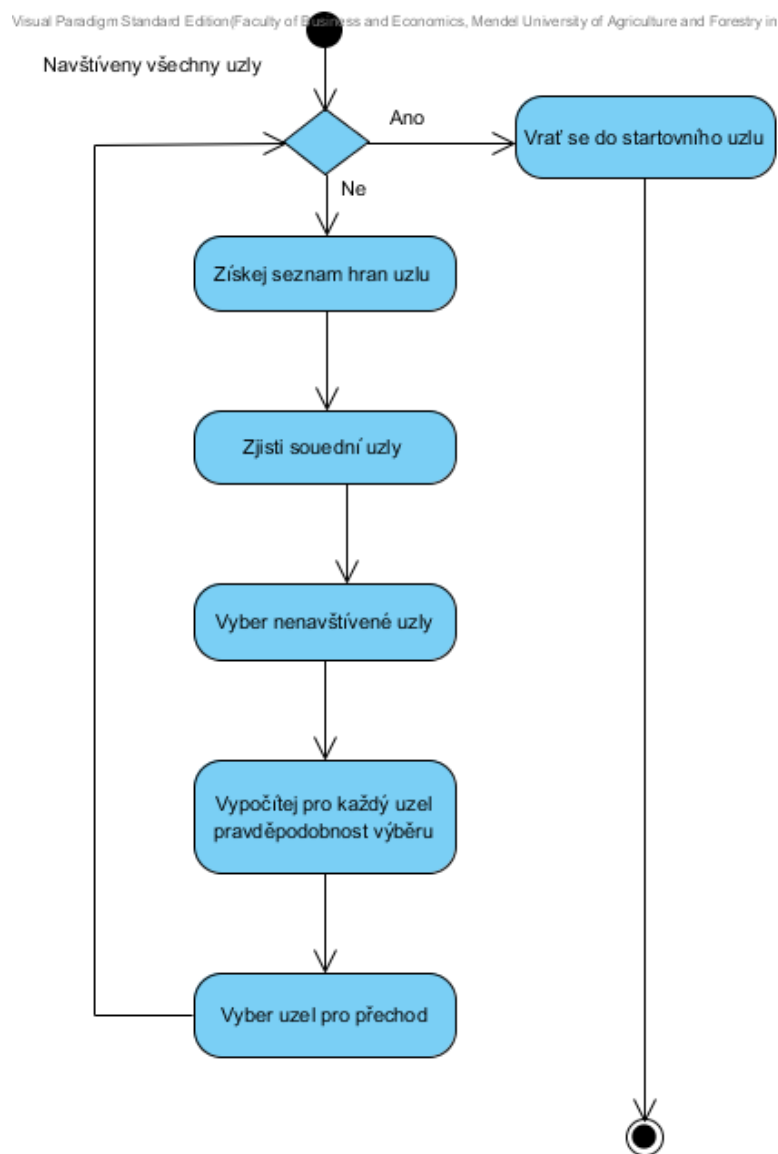 Visual Paradigm Standard Edition(Faculty of Business and Economics, Mendel University of Agriculture and Forestry in
Navštíveny všechny uzly
Ano
Vrať se do startovního uzlu
Ne
Získej seznam hran uzlu
Zjisti souední uzly
Vyber nenavštívené uzly
Vypočítej pro každý uzel
pravděpodobnost výběru
Vyber uzel pro přechod